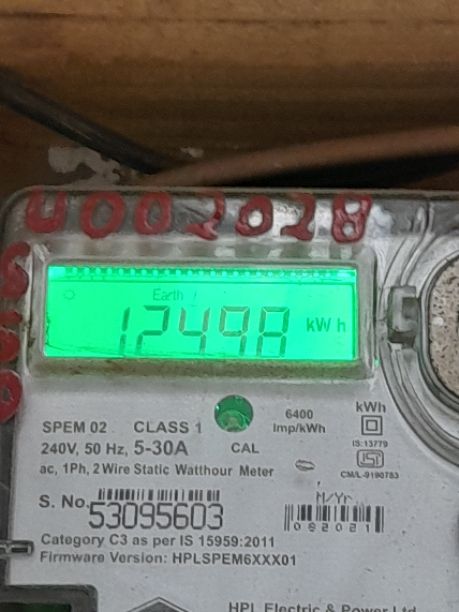 4002028
Earth
12498 kWh
SPEM 02 CLASS 1
6400
Imp/kWh
kWh
240V, 50 Hz, 5-30A
CAL
IS:13779
ac, 1Ph, 2 Wire Static Watthour Meter
CM/L-9190783
S. No. 53095603
M/Yr.
082021
Category C3 as per IS 15959:2011
Firmware Version: HPLSPEM6XXX01
HPL Electric & Power Ltd